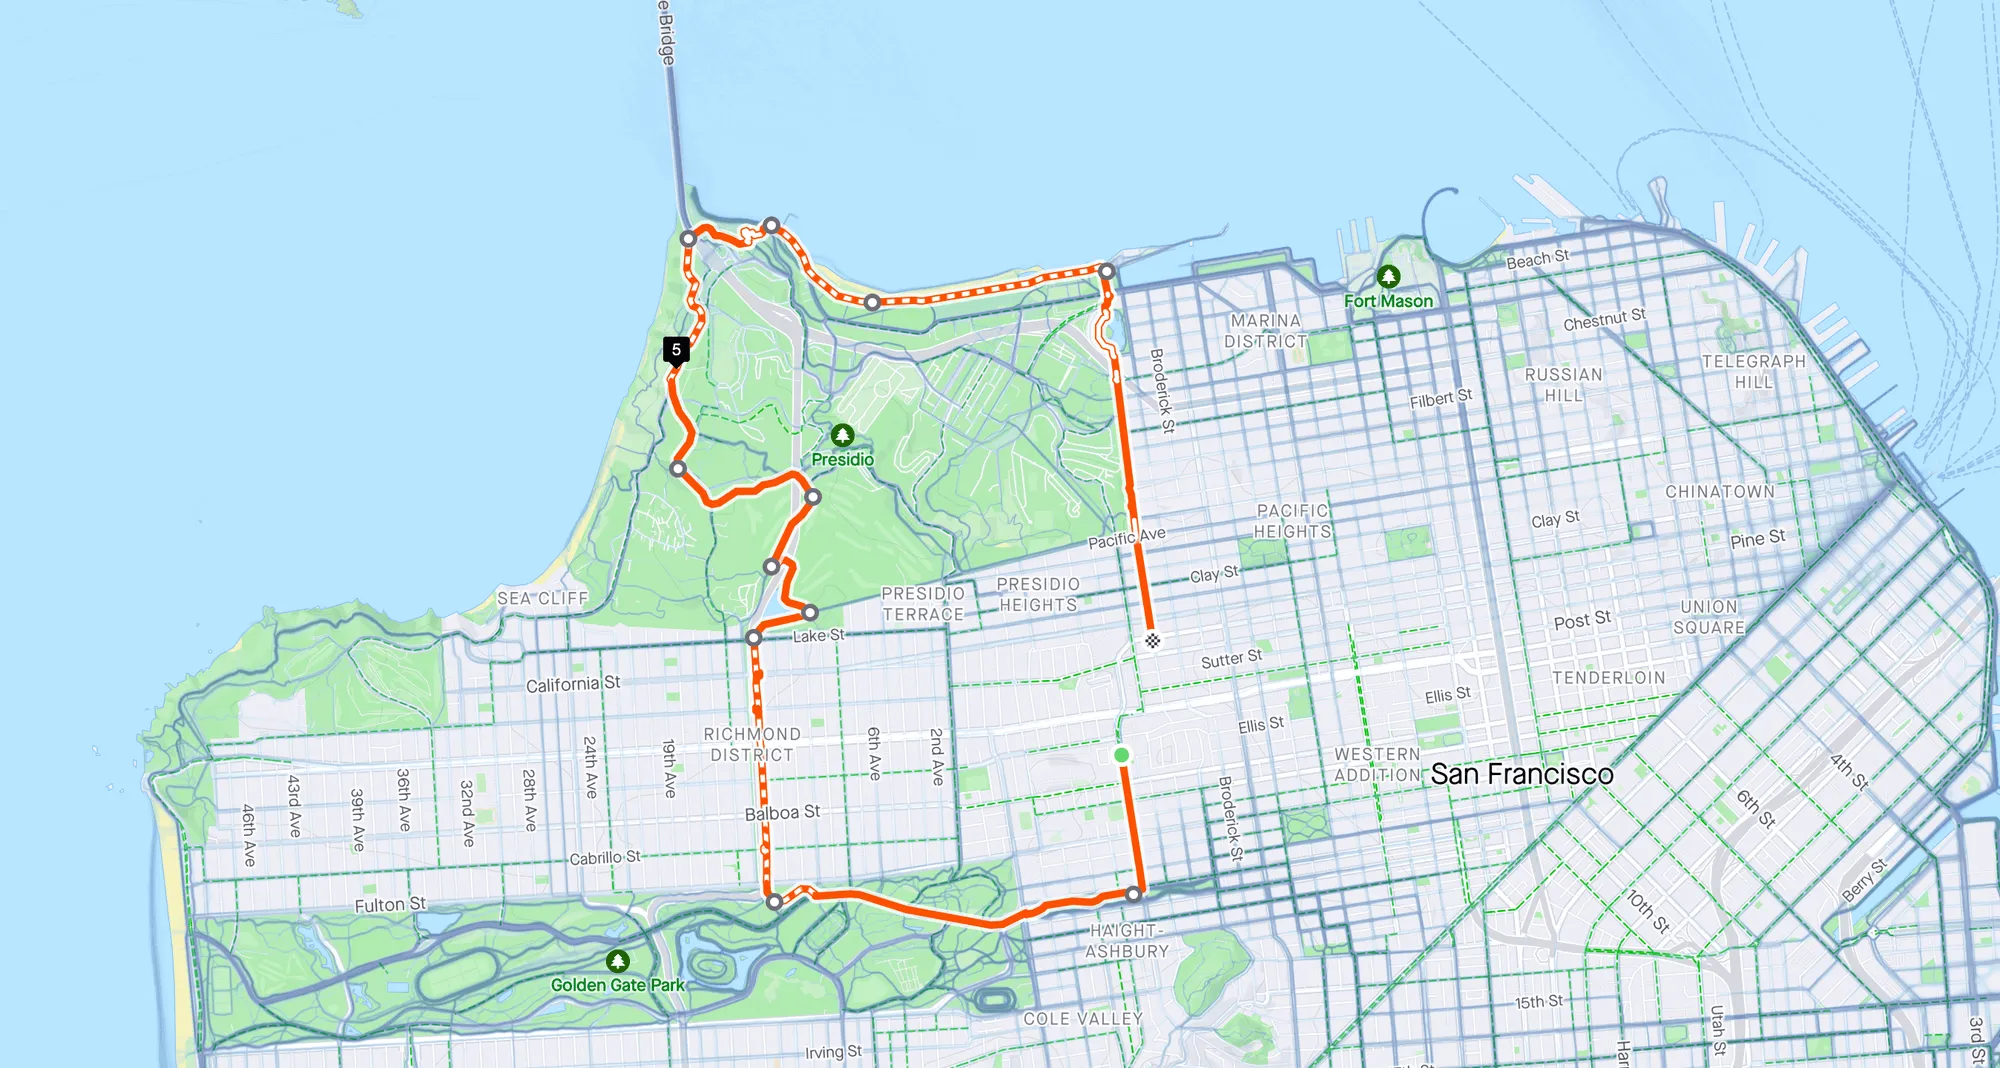 e Bridge
Beach St
Fort Mason
Chestnut St
MARINA
DISTRICT
TELEGRAPH
HILL
RUSSIAN
HILL
5
Broderick St
Filbert St
Presidio
CHINATOWN
PACIFIC
HEIGHTS
Clay St
Pine St
Pacific Ave
Clay St
SEA CLIFF
PRESIDIO
TERRACE
PRESIDIO
HEIGHTS
UNION
SQUARE
Post St
Lake St
Sutter St
California St
TENDERLOIN
Ellis St
Ellis St
RICHMOND
DISTRICT
6th Ave
2nd Ave
24th Ave
19th Ave
WESTERN
ADDITION
San Francisco
4th St
43rd Ave
36th Ave
28th Ave
39th Ave
32nd Ave
46th Ave
Balboa St
Broderick St
6th St
Cabrillo St
Berry St
Fulton St
10th St
HAIGHT-
ASHBURY
Golden Gate Park
COLE VALLEY
15th St
Utah St
3rd St
Irving St
Har